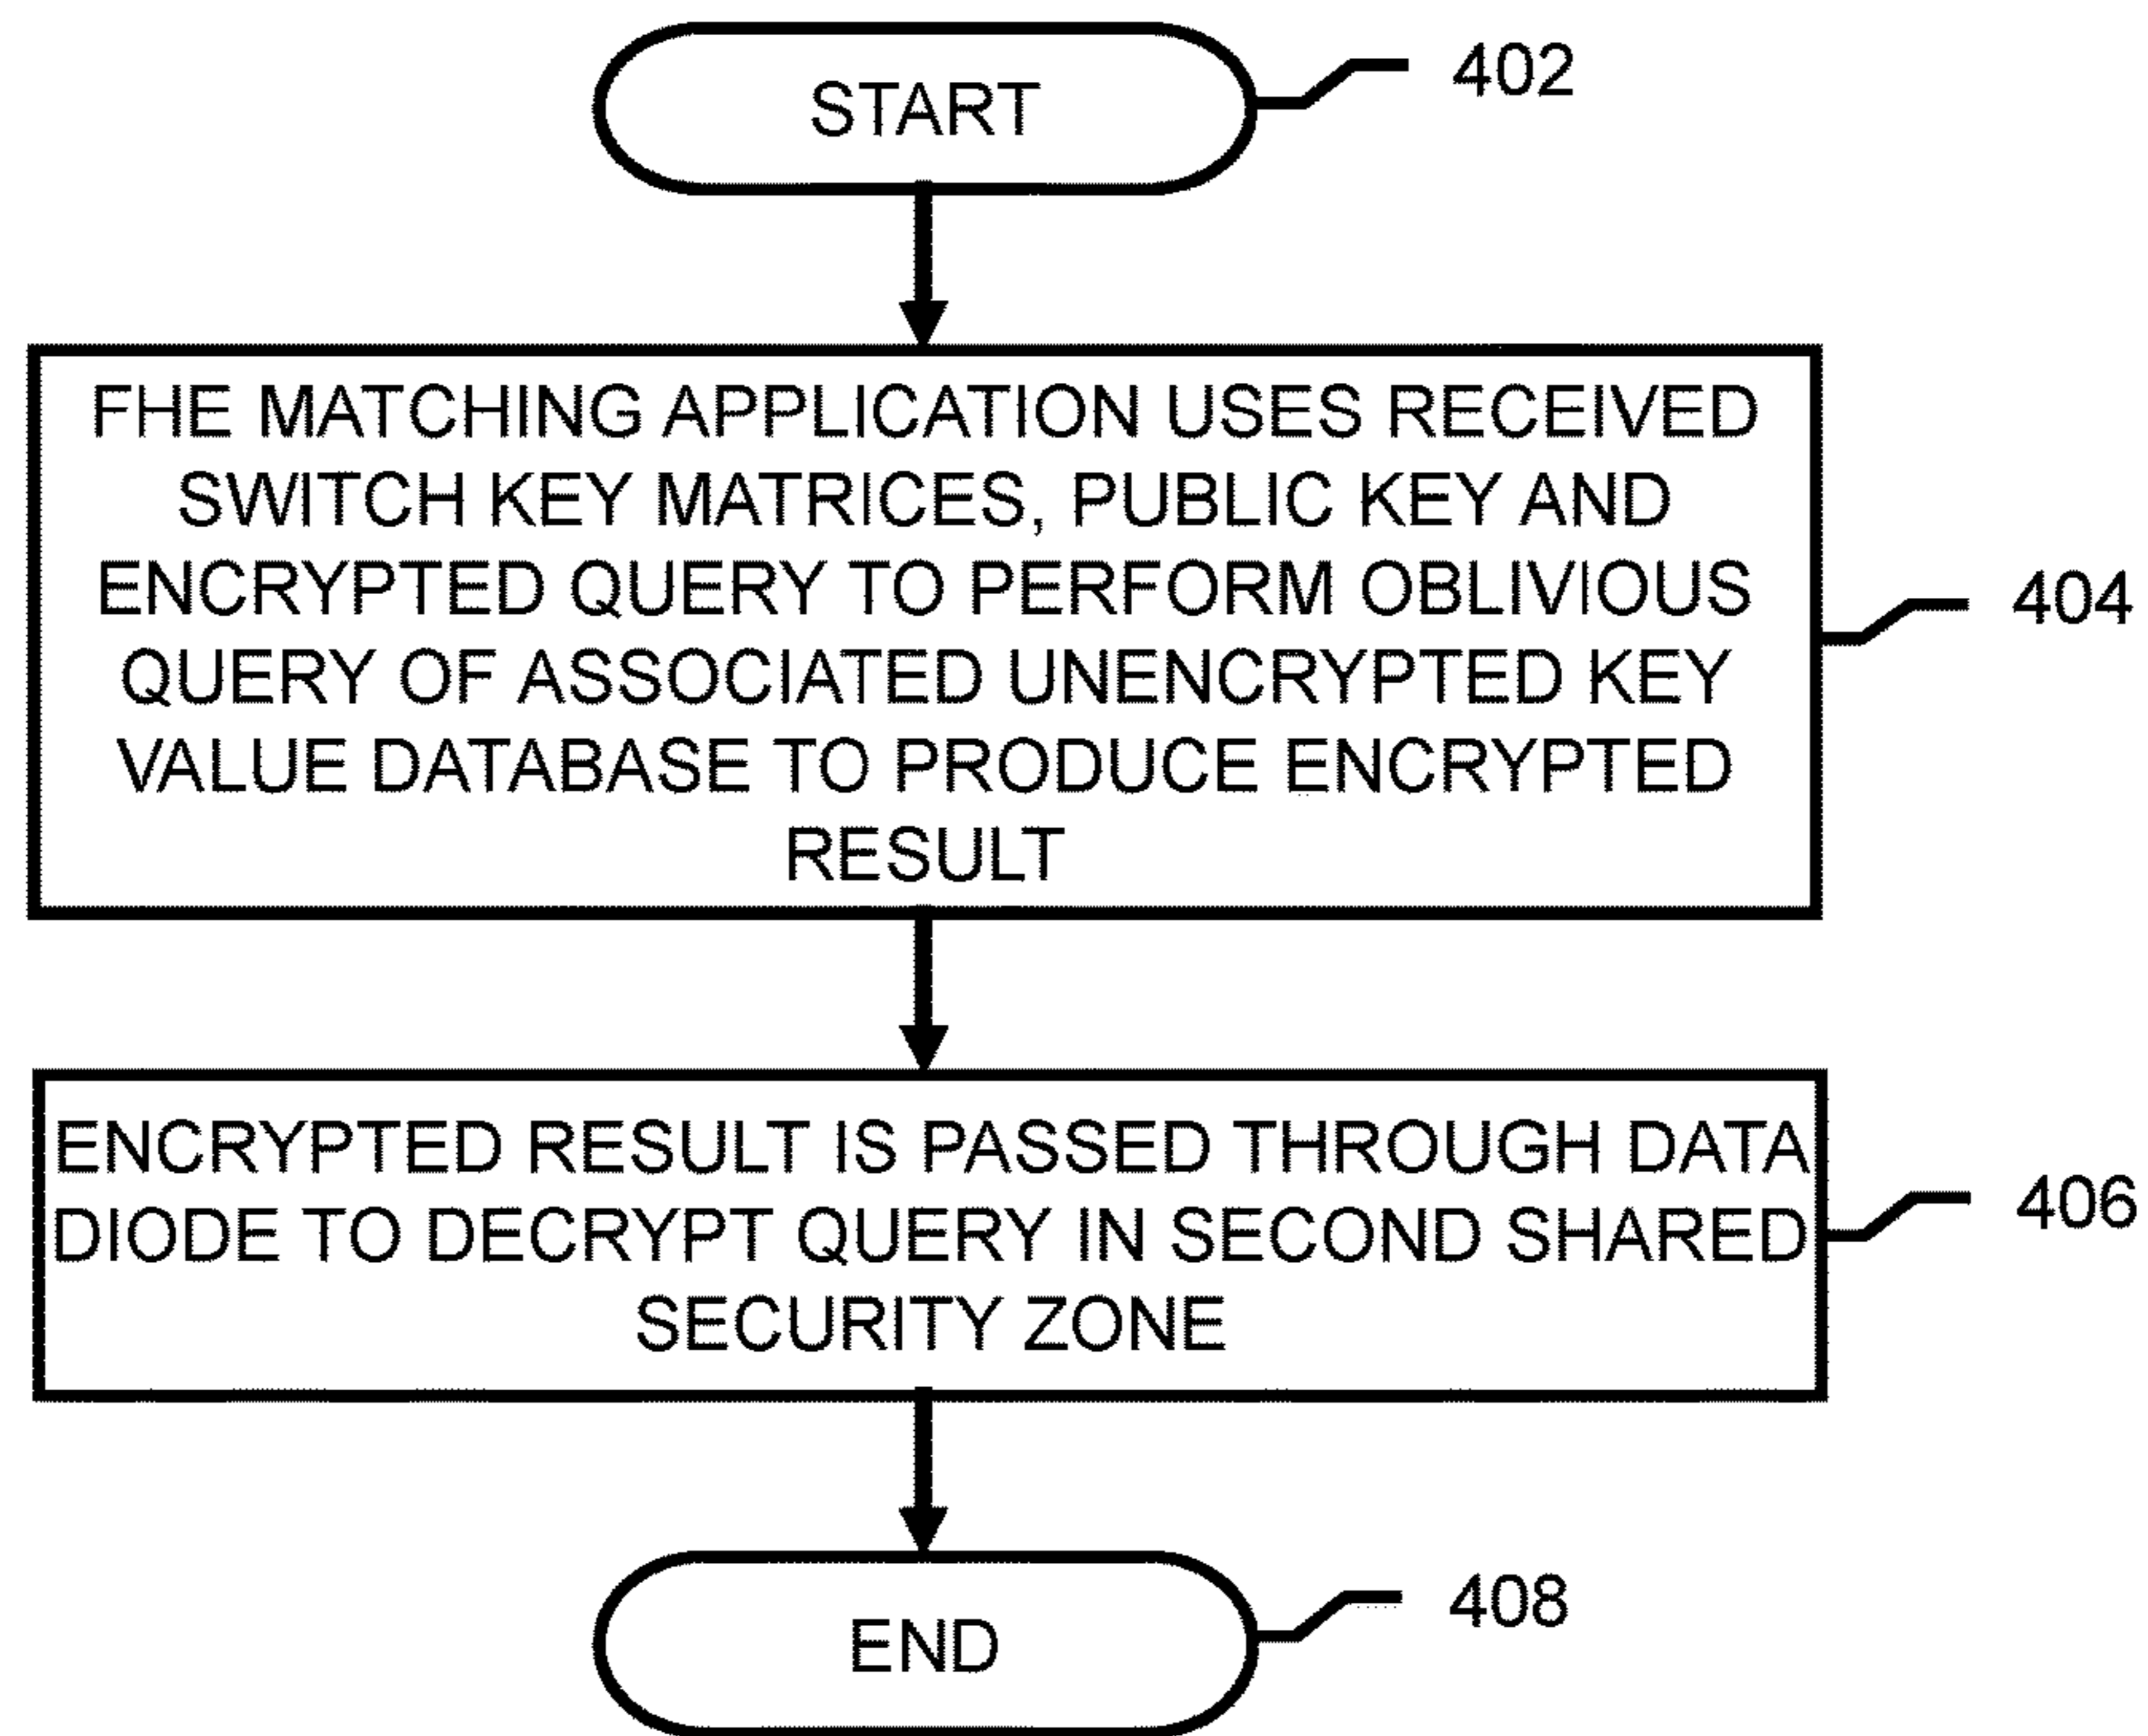 START
402
FHE MATCHING APPLICATION USES RECEIVED
SWITCH KEY MATRICES, PUBLIC KEY AND
ENCRYPTED QUERY TO PERFORM OBLIVIOUS
QUERY OF ASSOCIATED UNENCRYPTED KEY
VALUE DATABASE TO PRODUCE ENCRYPTED
RESULT
404
ENCRYPTED RESULT IS PASSED THROUGH DATA
DIODE TO DECRYPT QUERY IN SECOND SHARED
SECURITY ZONE
406
END
408